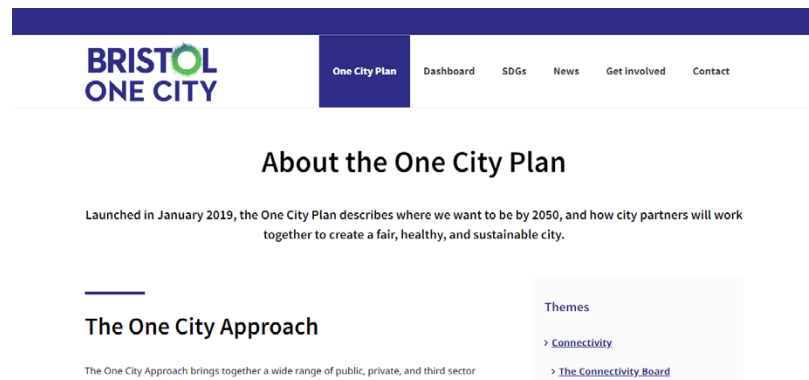 BRISTOL
ONE CITY
One City Plan
Dashboard
SDGs
News
Get involved
Contact
About the One City Plan
Launched in January 2019, the One City Plan describes where we want to be by 2050, and how city partners will work
together to create a fair, healthy, and sustainable city.
The One City Approach
The One City Approach brings together a wide range of public, private, and third sector
Themes
> Connectivity
> The Connectivity Board